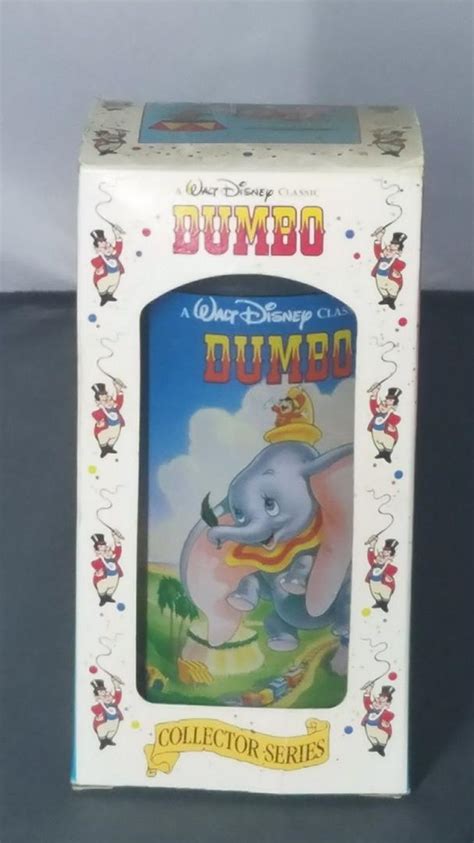 A Walt Disney CLASSIC
DUMBO
A Walt Disney CLAS
DUMBO
COLLECTOR SERIES